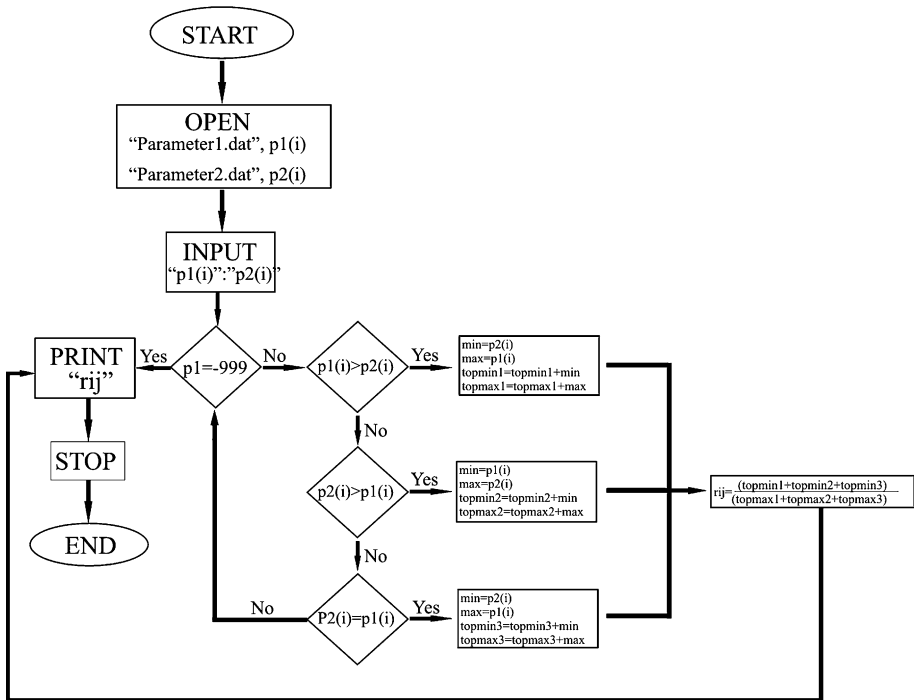 START
OPEN
“Parameter1.dat”, p1(i)
“Parameter2.dat”, p2(i)
INPUT
“p1(i)”:”p2(i)”
p1=-999
Yes
No
PRINT
“rij”
STOP
END
p1(i)>p2(i)
Yes
No
min=p2(i)
max=p1(i)
topmin1=topmin1+min
topmax1=topmax1+max
p2(i)>p1(i)
Yes
No
min=p1(i)
max=p2(i)
topmin2=topmin2+min
topmax2=topmax2+max
P2(i)=p1(i)
Yes
No
min=p2(i)
max=p1(i)
topmin3=topmin3+min
topmax3=topmax3+max
rij=
(topmin1+topmin2+topmin3)
(topmax1+topmax2+topmax3)